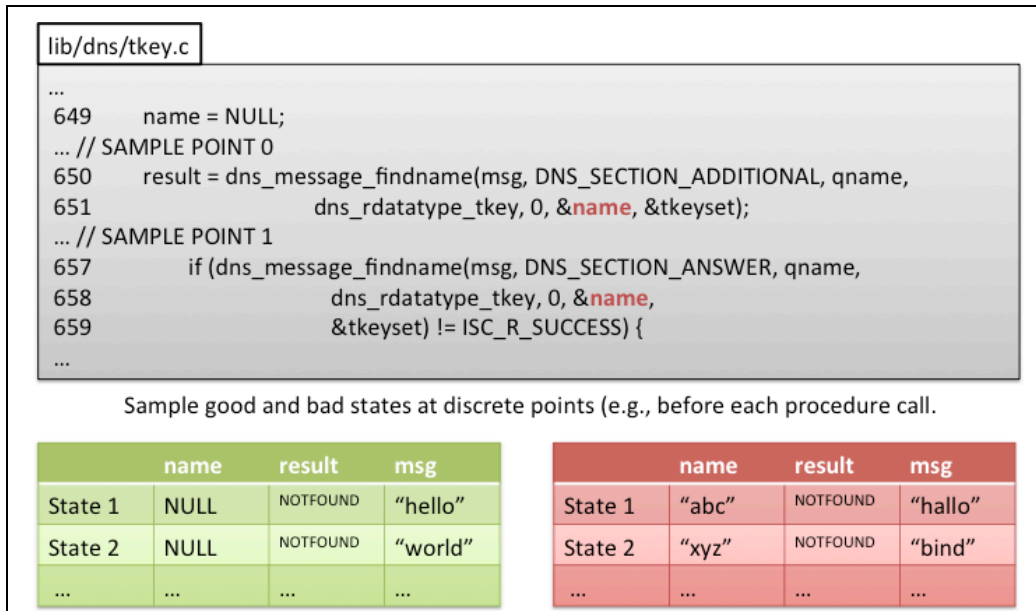 lib/dns/tkey.c
...
649 name = NULL;
... // SAMPLE POINT 0
650 result = dns_message_findname(msg, DNS_SECTION_ADDITIONAL, qname,
651 dns_rdatatype_tkey, 0, &name, &tkeyset);
... // SAMPLE POINT 1
657 if (dns_message_findname(msg, DNS_SECTION_ANSWER, qname,
658 dns_rdatatype_tkey, 0, &name,
659 &tkeyset) != ISC_R_SUCCESS) {
...
Sample good and bad states at discrete points (e.g., before each procedure call.
name result msg
State 1 NULL NOTFOUND “hello”
State 2 NULL NOTFOUND “world”
... ... ... ...
name result msg
State 1 “abc” NOTFOUND “hallo”
State 2 “xyz” NOTFOUND “bind”
... ... ... ...